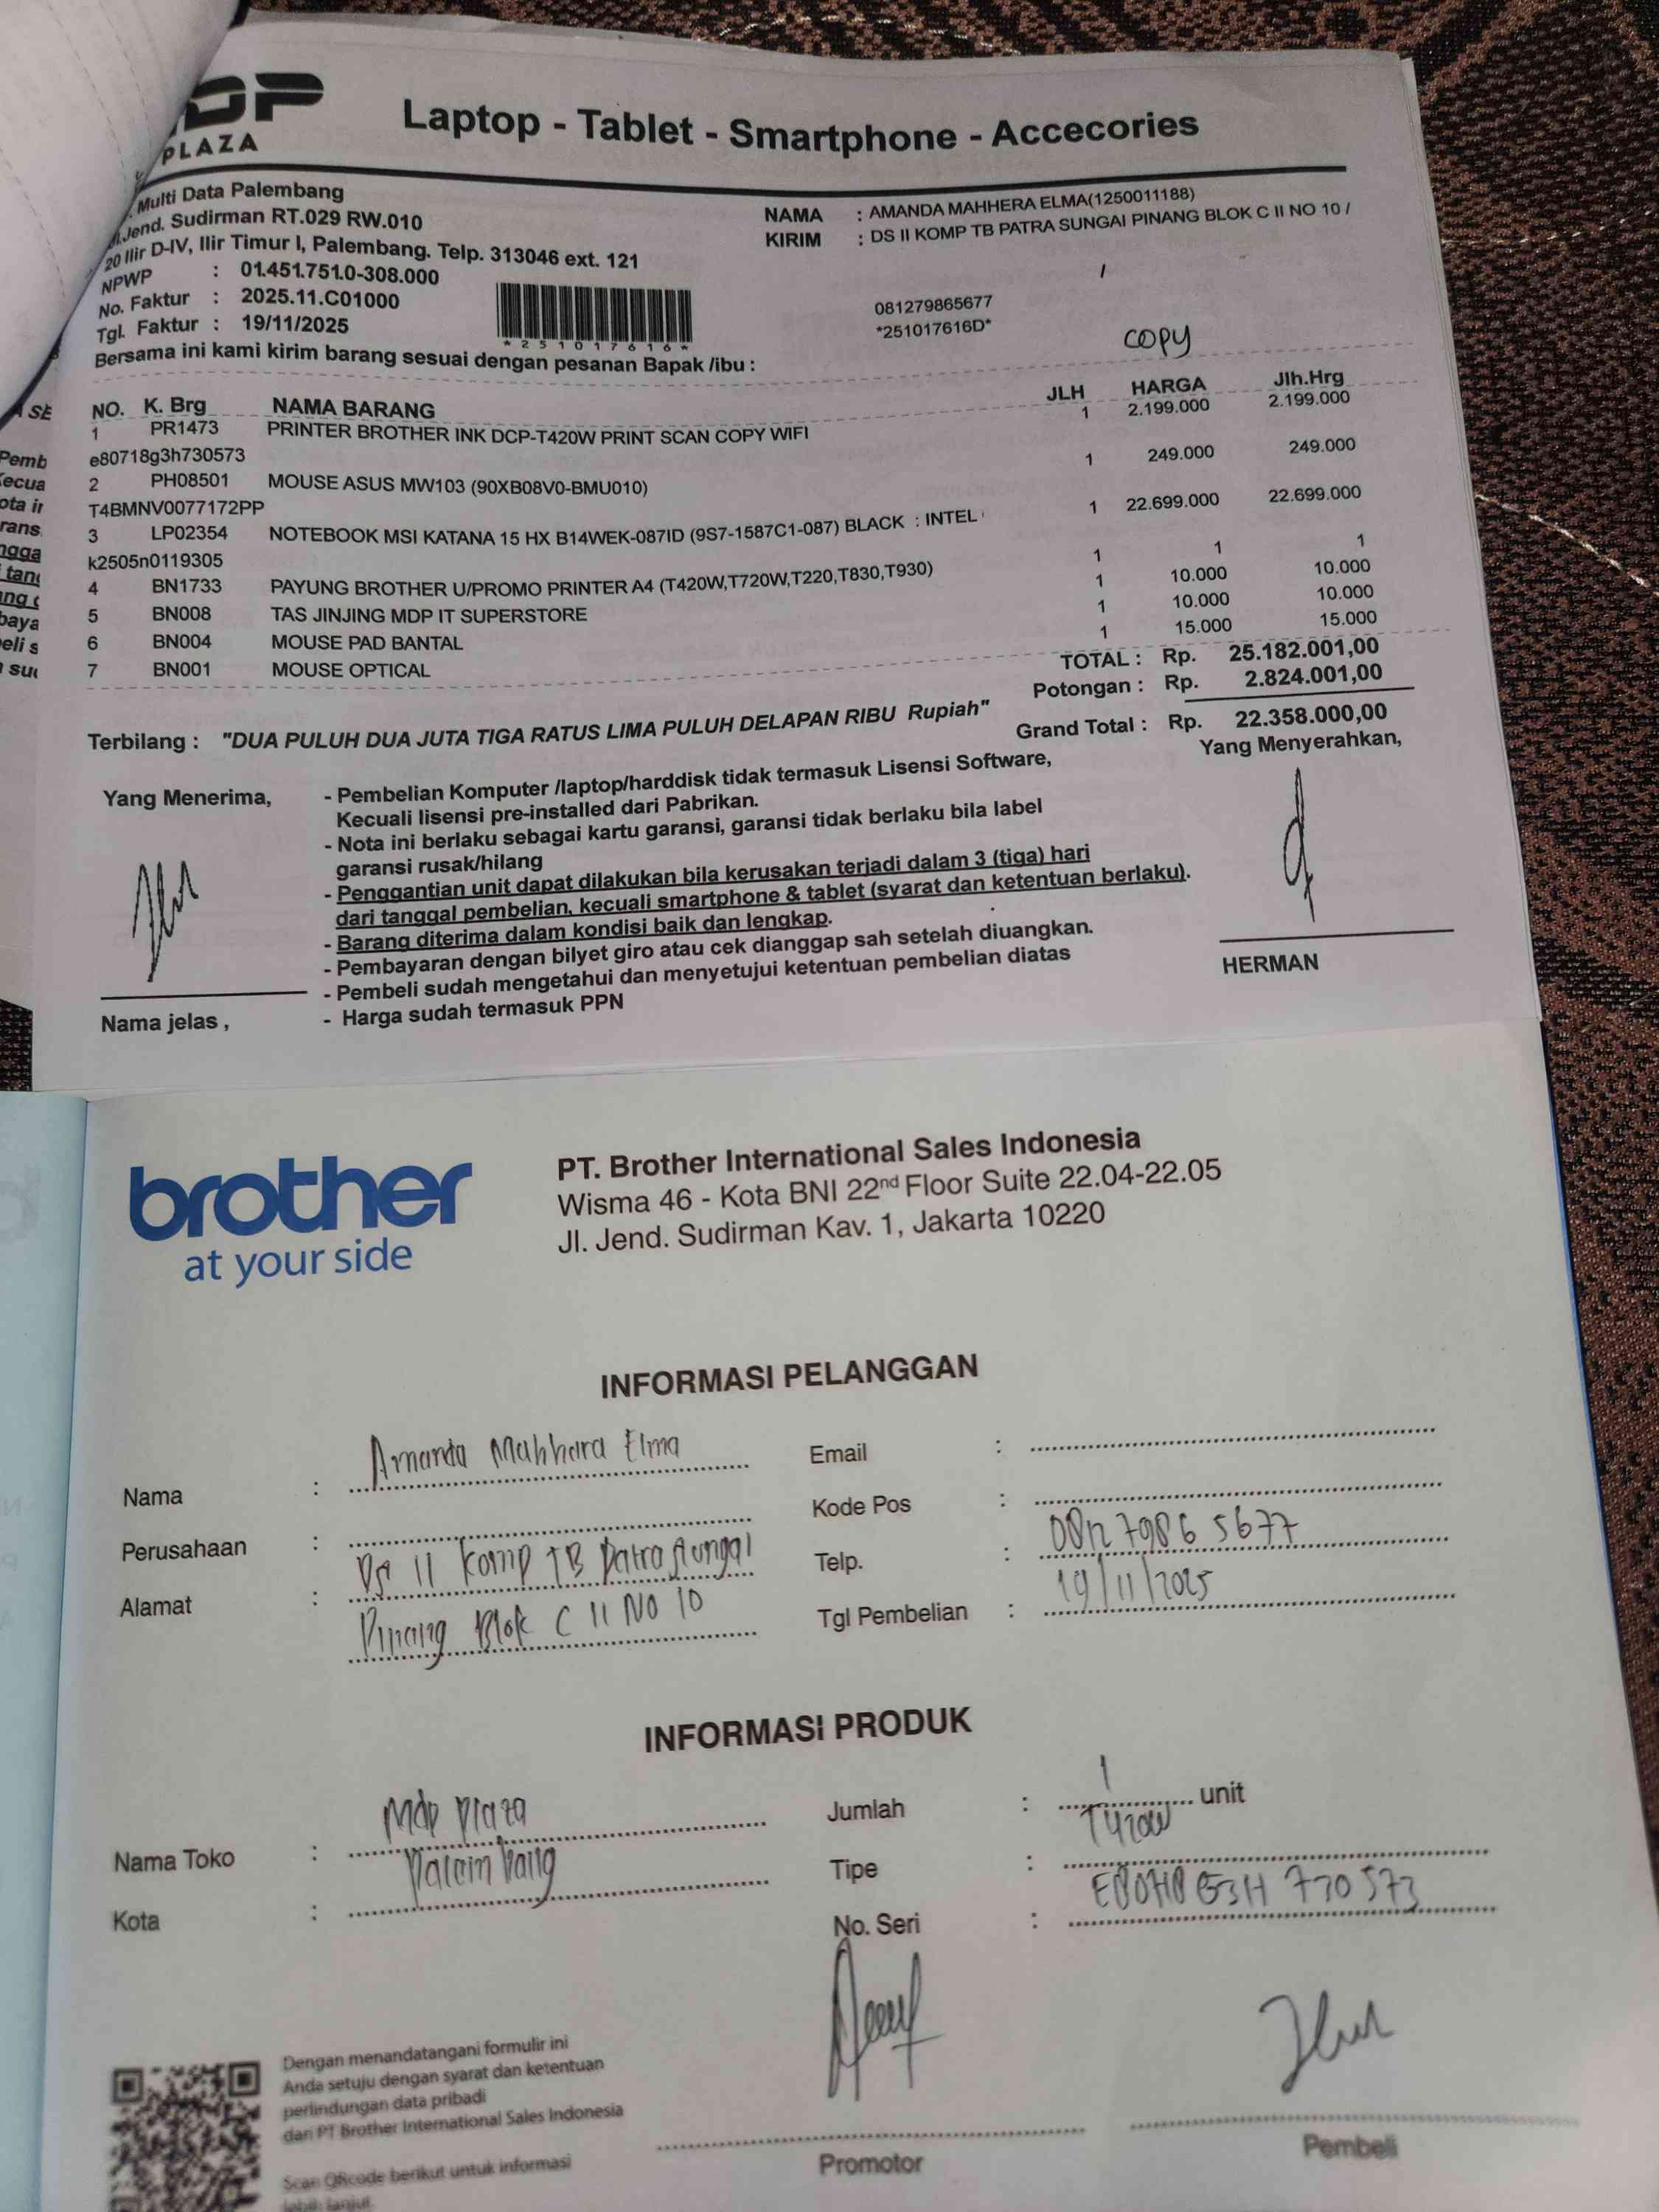 DP
PLAZA
Laptop - Tablet - Smartphone - Accecories
Multi Data Palembang
Jend. Sudirman RT.029 RW.010
20 Ilir D-IV, Ilir Timur I, Palembang. Telp. 313046 ext. 121
NPWP : 01.451.751.0-308.000
No. Faktur : 2025.11.C01000
Tgl. Faktur : 19/11/2025
*251017616*
NAMA : AMANDA MAHHERA ELMA(1250011188)
KIRIM : DS II KOMP TB PATRA SUNGAI PINANG BLOK C II NO 10 /
/
081279865677
*251017616D*
COPY
Bersama ini kami kirim barang sesuai dengan pesanan Bapak /ibu :
NO. K. Brg NAMA BARANG JLH HARGA Jlh.Hrg
1 PR1473 PRINTER BROTHER INK DCP-T420W PRINT SCAN COPY WIFI 1 2.199.000 2.199.000
e80718g3h730573
2 PH08501 MOUSE ASUS MW103 (90XB08V0-BMU010) 1 249.000 249.000
T4BMNV0077172PP
3 LP02354 NOTEBOOK MSI KATANA 15 HX B14WEK-087ID (9S7-1587C1-087) BLACK : INTEL 1 22.699.000 22.699.000
k2505n0119305
4 BN1733 PAYUNG BROTHER U/PROMO PRINTER A4 (T420W,T720W,T220,T830,T930) 1 1 1
5 BN008 TAS JINJING MDP IT SUPERSTORE 1 10.000 10.000
6 BN004 MOUSE PAD BANTAL 1 10.000 10.000
7 BN001 MOUSE OPTICAL 1 15.000 15.000
TOTAL : Rp. 25.182.001,00
Potongan : Rp. 2.824.001,00
Grand Total : Rp. 22.358.000,00
Terbilang : "DUA PULUH DUA JUTA TIGA RATUS LIMA PULUH DELAPAN RIBU Rupiah"
Yang Menerima,
Yang Menyerahkan,
- Pembelian Komputer /laptop/harddisk tidak termasuk Lisensi Software,
Kecuali lisensi pre-installed dari Pabrikan.
- Nota ini berlaku sebagai kartu garansi, garansi tidak berlaku bila label
garansi rusak/hilang
- Penggantian unit dapat dilakukan bila kerusakan terjadi dalam 3 (tiga) hari
dari tanggal pembelian, kecuali smartphone & tablet (syarat dan ketentuan berlaku).
- Barang diterima dalam kondisi baik dan lengkap.
- Pembayaran dengan bilyet giro atau cek dianggap sah setelah diuangkan.
- Pembeli sudah mengetahui dan menyetujui ketentuan pembelian diatas
- Harga sudah termasuk PPN
Nama jelas ,
HERMAN
brother
at your side
PT. Brother International Sales Indonesia
Wisma 46 - Kota BNI 22nd Floor Suite 22.04-22.05
Jl. Jend. Sudirman Kav. 1, Jakarta 10220
INFORMASI PELANGGAN
Nama : Amanda Mahhara Elma
Perusahaan :
Alamat : Ds II Komp TB Patra Sungai
Pinang Blok C II NO 10
Email :
Kode Pos :
Telp. : 0812 7986 5677
Tgl Pembelian : 19/11/2025
INFORMASI PRODUK
Nama Toko : Mdp Plaza
Kota : Palembang
Jumlah : 1 unit
Tipe : T420W
No. Seri : E80718G3H 730573
Dengan menandatangani formulir ini
Anda setuju dengan syarat dan ketentuan
perlindungan data pribadi
dari PT Brother International Sales Indonesia
Scan QRcode berikut untuk informasi
lebih lanjut
Promotor
Pembeli